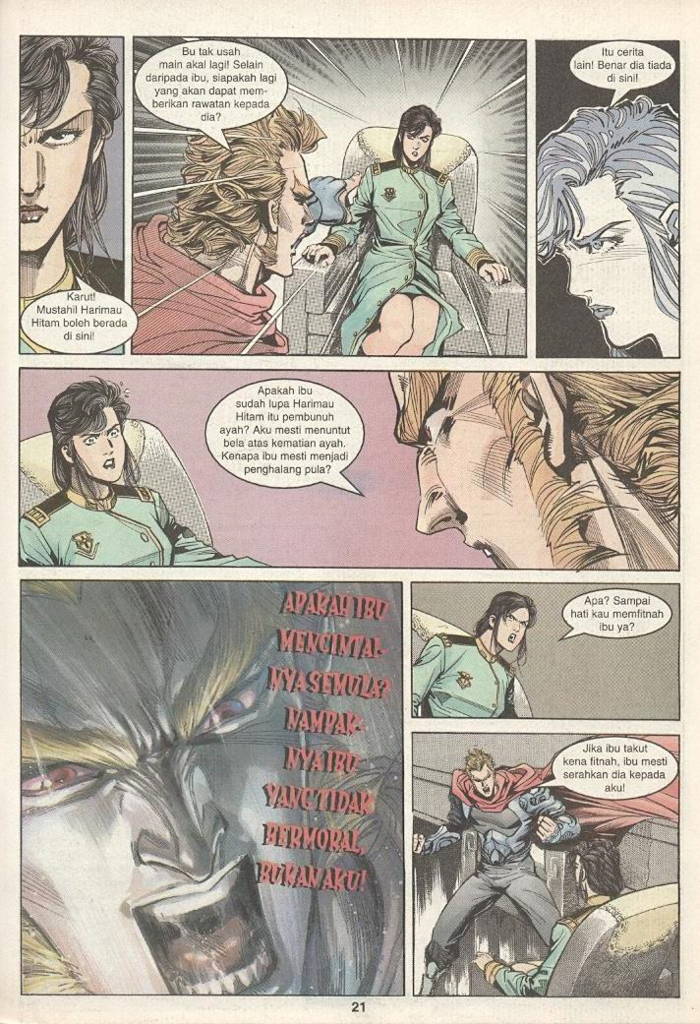 Karut!
Mustahil Harimau
Hitam boleh berada
di sini!
Bu tak usah
main akal lagi! Selain
daripada ibu, siapakah lagi
yang akan dapat mem-
berikan rawatan kepada
dia?
Itu cerita
lain! Benar dia tiada
di sini!
Apakah ibu
sudah lupa Harimau
Hitam itu pembunuh
ayah? Aku mesti menuntut
bela atas kematian ayah.
Kenapa ibu mesti menjadi
penghalang pula?
APAKAH IBU
MENCINTAI-
NYA SEMULA?
NAMPAK-
NYA IBU
YANG TIDAK
BERMORAL,
BUKAN AKU!
Apa? Sampai
hati kau memfitnah
ibu ya?
Jika ibu takut
kena fitnah, ibu mesti
serahkan dia kepada
aku!
21